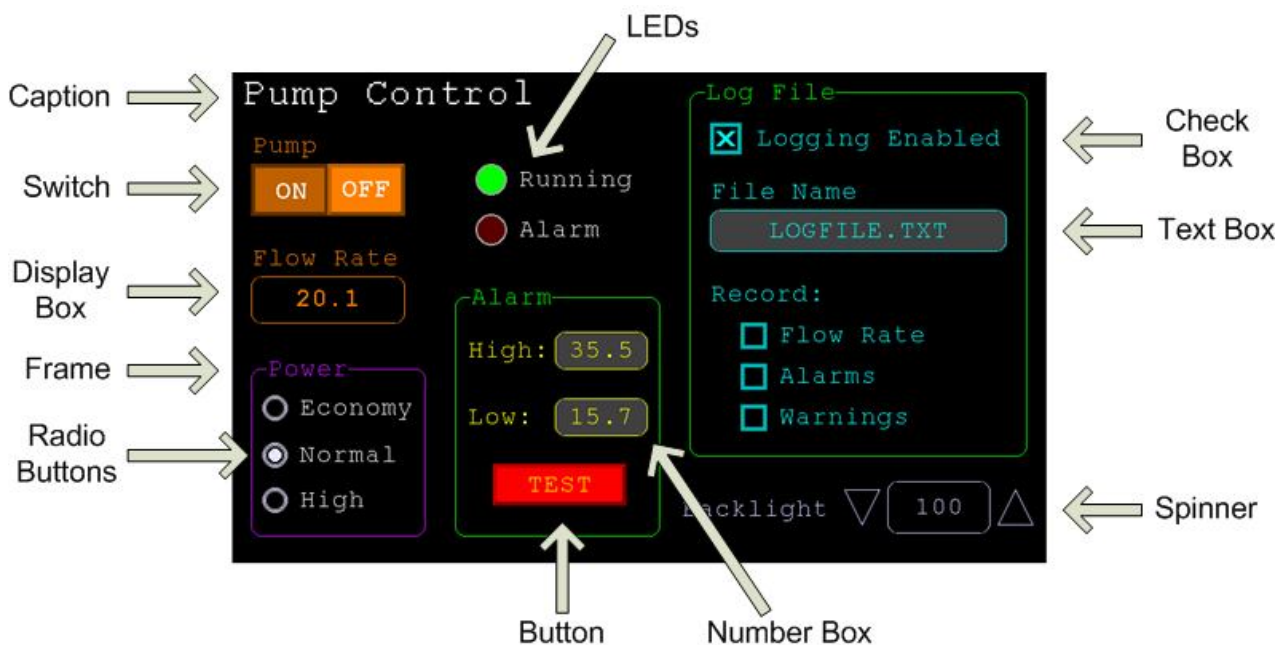 LEDs
Caption
Pump Control
Log File
Check
Box
Logging Enabled
Pump
Switch
ON OFF
Running
File Name
Alarm
LOGFILE.TXT
Text Box
Display
Box
Flow Rate
20.1
Alarm
Record:
Flow Rate
High: 35.5
Frame
Power
Alarms
Economy
Low: 15.7
Warnings
Radio
Buttons
Normal
TEST
High
Backlight 100
Spinner
Button
Number Box